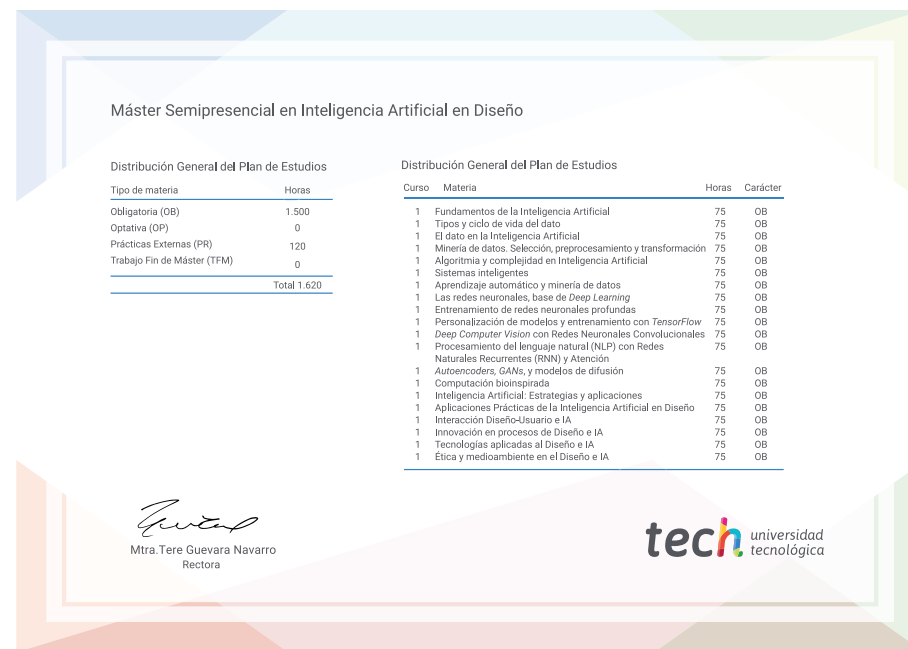 Máster Semipresencial en Inteligencia Artificial en Diseño
Distribución General del Plan de Estudios
Tipo de materia Horas
Obligatoria (OB) 1.500
Optativa (OP) 0
Prácticas Externas (PR) 120
Trabajo Fin de Máster (TFM) 0
Total 1.620
Distribución General del Plan de Estudios
Curso Materia Horas Carácter
1 Fundamentos de la Inteligencia Artificial 75 OB
1 Tipos y ciclo de vida del dato 75 OB
1 El dato en la Inteligencia Artificial 75 OB
1 Minería de datos. Selección, preprocesamiento y transformación 75 OB
1 Algoritmia y complejidad en Inteligencia Artificial 75 OB
1 Sistemas inteligentes 75 OB
1 Aprendizaje automático y minería de datos 75 OB
1 Las redes neuronales, base de Deep Learning 75 OB
1 Entrenamiento de redes neuronales profundas 75 OB
1 Personalización de modelos y entrenamiento con TensorFlow 75 OB
1 Deep Computer Vision con Redes Neuronales Convolucionales 75 OB
1 Procesamiento del lenguaje natural (NLP) con Redes 75 OB
Naturales Recurrentes (RNN) y Atención
1 Autoencoders, GANs, y modelos de difusión 75 OB
1 Computación bioinspirada 75 OB
1 Inteligencia Artificial: Estrategias y aplicaciones 75 OB
1 Aplicaciones Prácticas de la Inteligencia Artificial en Diseño 75 OB
1 Interacción Diseño-Usuario e IA 75 OB
1 Innovación en procesos de Diseño e IA 75 OB
1 Tecnologías aplicadas al Diseño e IA 75 OB
1 Ética y medioambiente en el Diseño e IA 75 OB
Mtra.Tere Guevara Navarro
Rectora
tech universidad
tecnológica